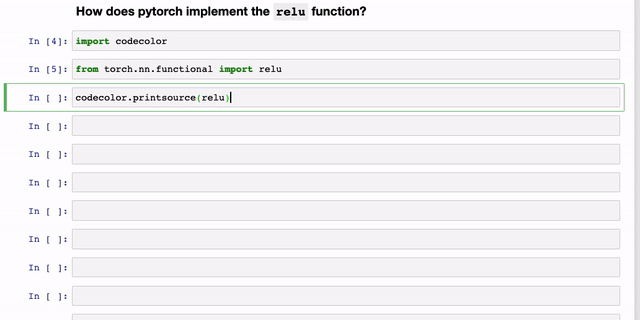 How does pytorch implement the relu function?
In [4]: import codecolor
In [5]: from torch.nn.functional import relu
In [ ]: codecolor.printsource(relu)
In [ ]:
In [ ]:
In [ ]:
In [ ]:
In [ ]:
In [ ]:
In [ ]: